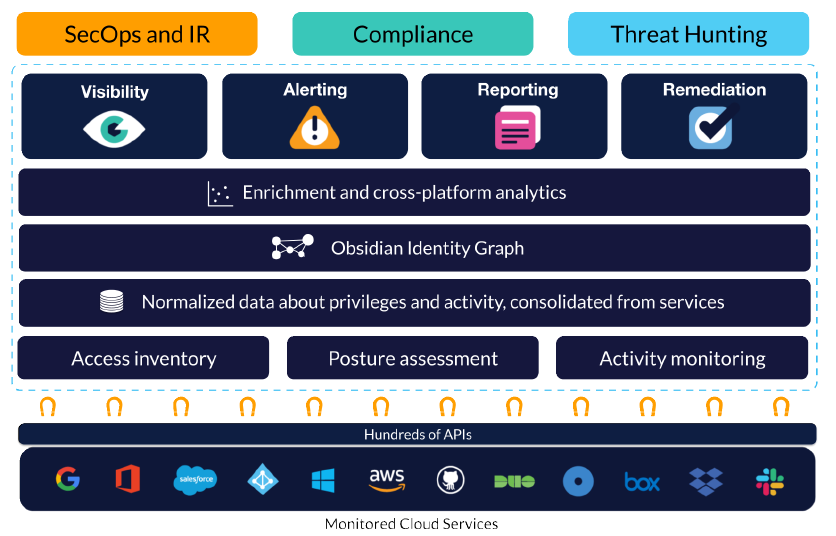 SecOps and IR
Compliance
Threat Hunting
Visibility
Alerting
Reporting
Remediation
Enrichment and cross-platform analytics
Obsidian Identity Graph
Normalized data about privileges and activity, consolidated from services
Access inventory
Posture assessment
Activity monitoring
Hundreds of APIs
salesforce
aws
DUO
box
Monitored Cloud Services